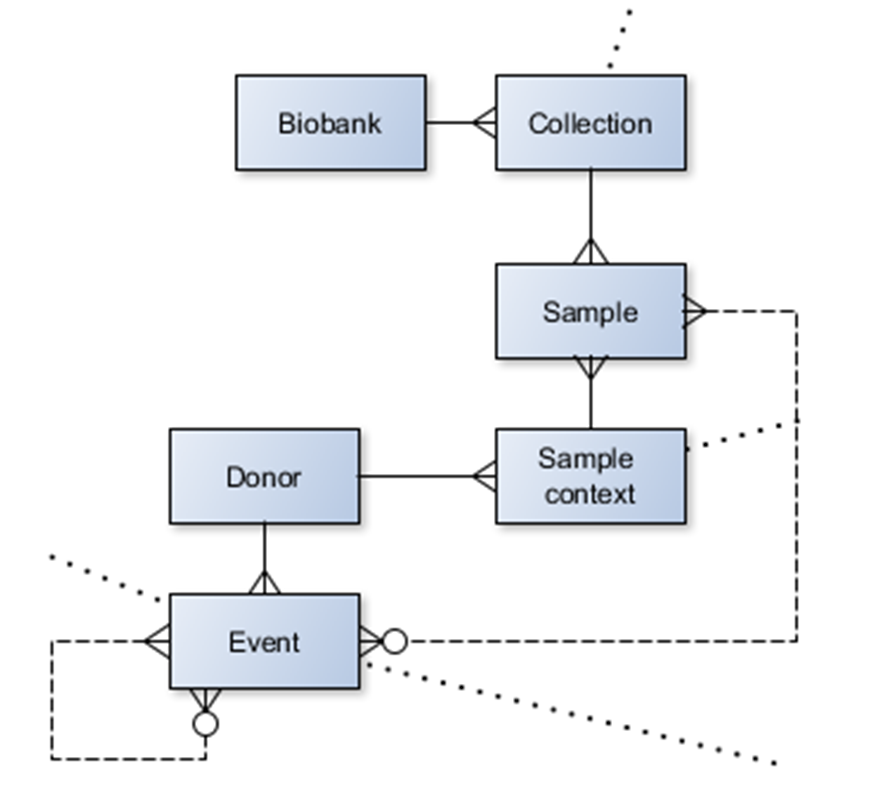 Biobank
Collection
Sample
Donor
Sample
context
Event